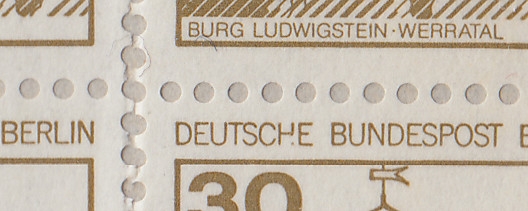 BURG LUDWIGSTEIN·WERRATAL
BERLIN
DEUTSCHE BUNDESPOST
30